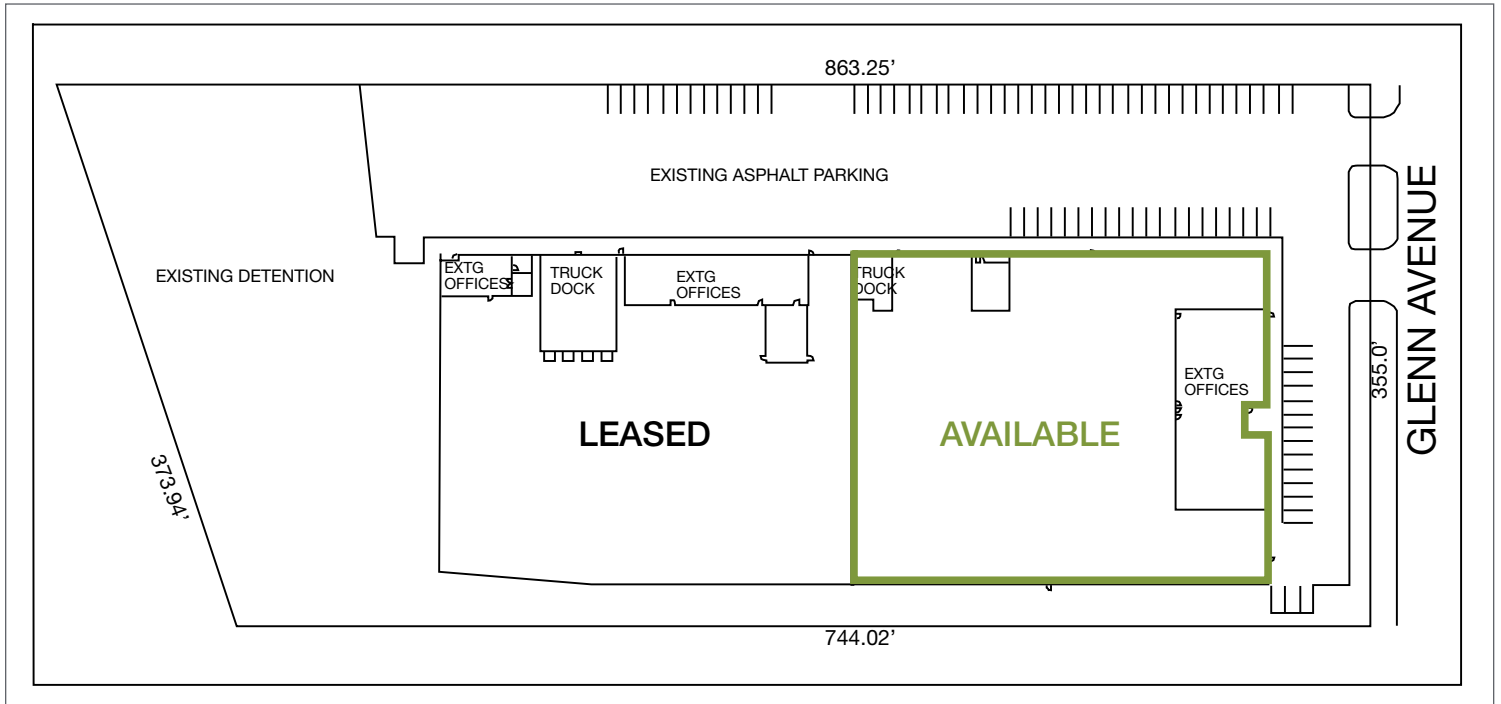 863.25’
EXISTING ASPHALT PARKING
EXISTING DETENTION
EXTG
OFFICES
TRUCK
DOCK
EXTG
OFFICES
TRUCK
DOCK
EXTG
OFFICES
LEASED
AVAILABLE
355.0’
GLENN AVENUE
373.94’
744.02’